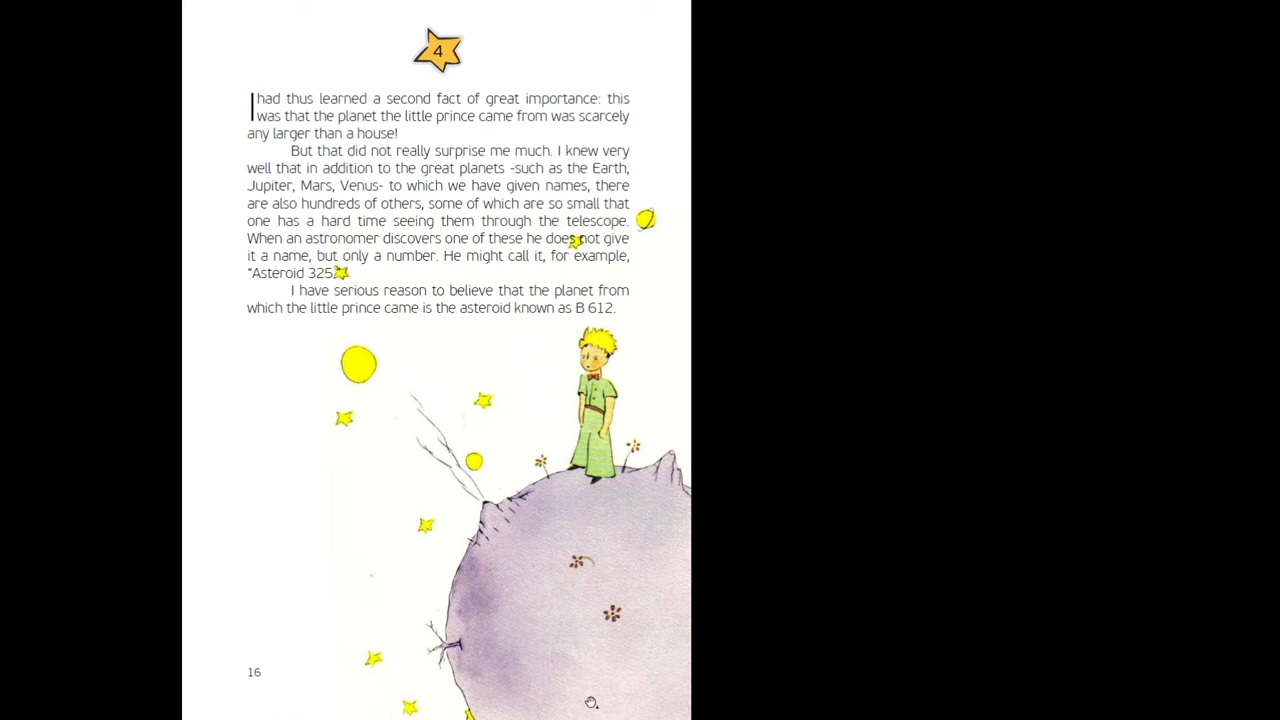 4
I had thus learned a second fact of great importance: this
was that the planet the little prince came from was scarcely
any larger than a house!
But that did not really surprise me much. I knew very
well that in addition to the great planets -such as the Earth,
Jupiter, Mars, Venus- to which we have given names, there
are also hundreds of others, some of which are so small that
one has a hard time seeing them through the telescope.
When an astronomer discovers one of these he does not give
it a name, but only a number. He might call it, for example,
“Asteroid 325.”
I have serious reason to believe that the planet from
which the little prince came is the asteroid known as B 612.
16